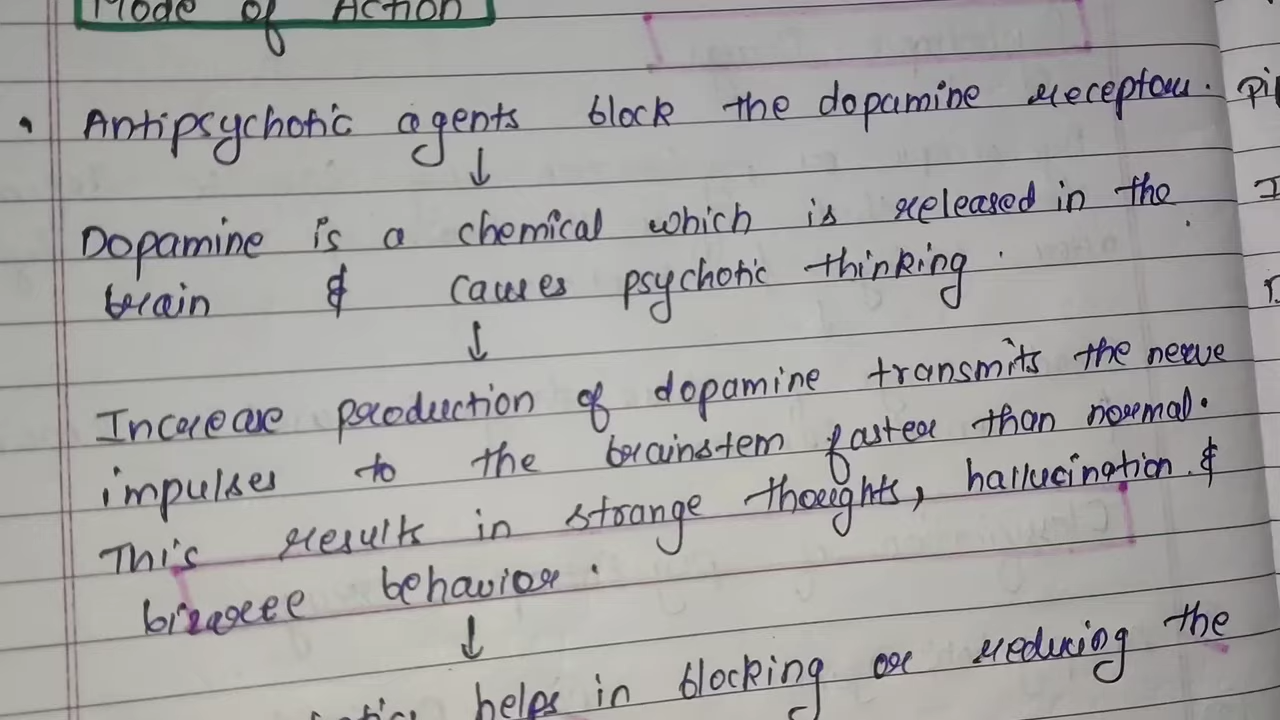 Mode of Action
• Antipsychotic agents block the dopamine receptor.
↓
Dopamine is a chemical which is released in the
brain & causes psychotic thinking.
↓
Increase production of dopamine transmits the nerve
impulses to the brainstem faster than normal.
This results in strange thoughts, hallucination &
bizaree behavior.
↓
helps in blocking or reducing the